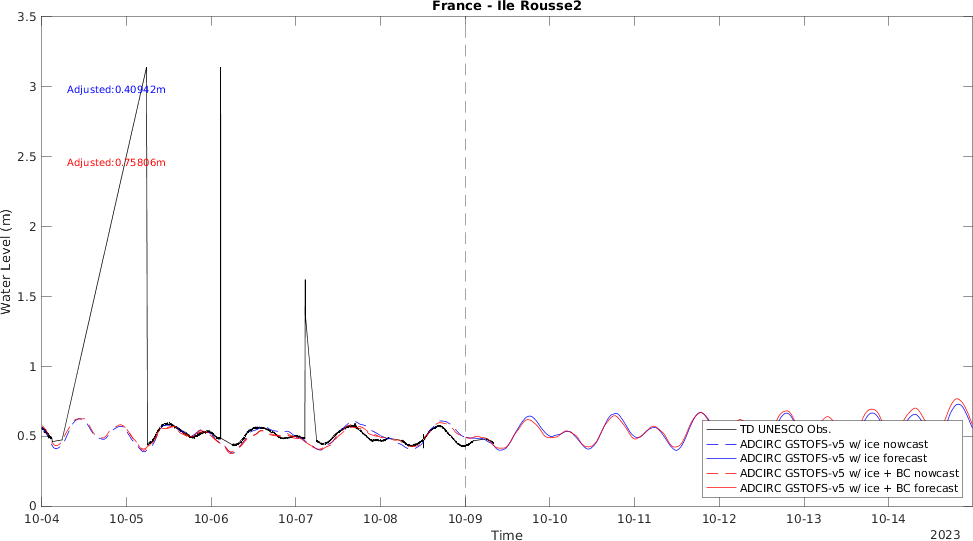 France - Ile Rousse2
3.5
3
2.5
2
1.5
1
0.5
0
Water Level (m)
Adjusted:0.40942m
Adjusted:0.75806m
TD UNESCO Obs.
ADCIRC GSTOFS-v5 w/ ice nowcast
ADCIRC GSTOFS-v5 w/ ice forecast
ADCIRC GSTOFS-v5 w/ ice + BC nowcast
ADCIRC GSTOFS-v5 w/ ice + BC forecast
10-04 10-05 10-06 10-07 10-08 10-09 10-10 10-11 10-12 10-13 10-14
Time
2023